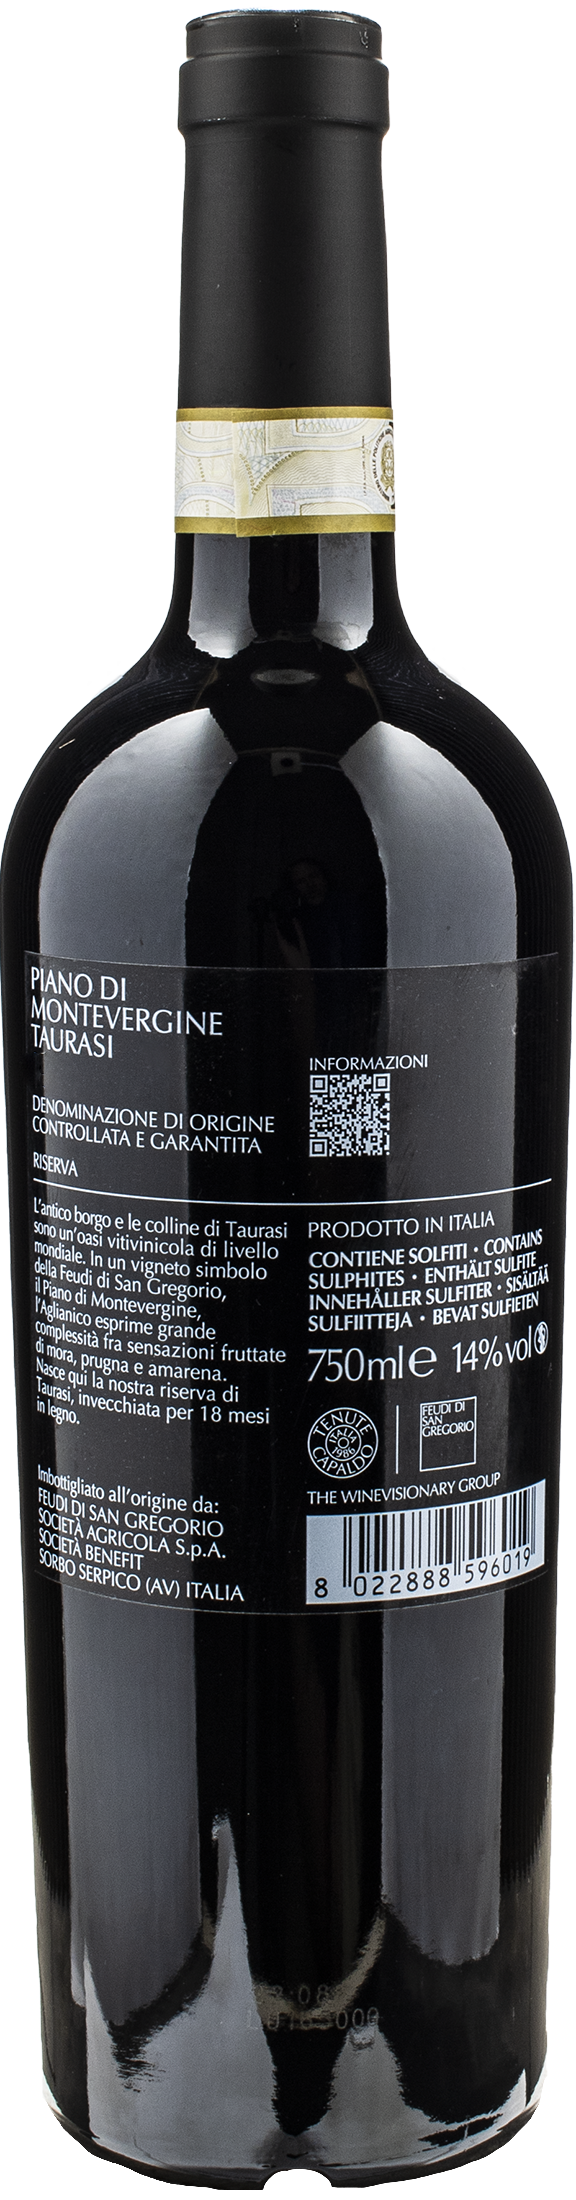 PIANO DI
MONTEVERGINE
TAURASI
DENOMINAZIONE DI ORIGINE
CONTROLLATA E GARANTITA
RISERVA
L'antico borgo e le colline di Taurasi
sono un'oasi vitivinicola di livello
mondiale. In un vigneto simbolo
della Feudi di San Gregorio,
il Piano di Montevergine,
l'Aglianico esprime grande
complessità fra sensazioni fruttate
di mora, prugna e amarena.
Nasce qui la nostra riserva di
Taurasi, invecchiata per 18 mesi
in legno.
Imbottigliato all'origine da:
FEUDI DI SAN GREGORIO
SOCIETÀ AGRICOLA S.p.A.
SOCIETÀ BENEFIT
SORBO SERPICO (AV) ITALIA
INFORMAZIONI
PRODOTTO IN ITALIA
CONTIENE SOLFITI · CONTAINS
SULPHITES · ENTHÄLT SULFITE
INNEHÅLLER SULFITER · SISÄLTÄÄ
SULFIITTEJA · BEVAT SULFIETEN
750ml e 14% vol
TENUTE
ITALIA
1986
CAPALDO
FEUDI DI
SAN
GREGORIO
THE WINEVISIONARY GROUP
8 022888 596019